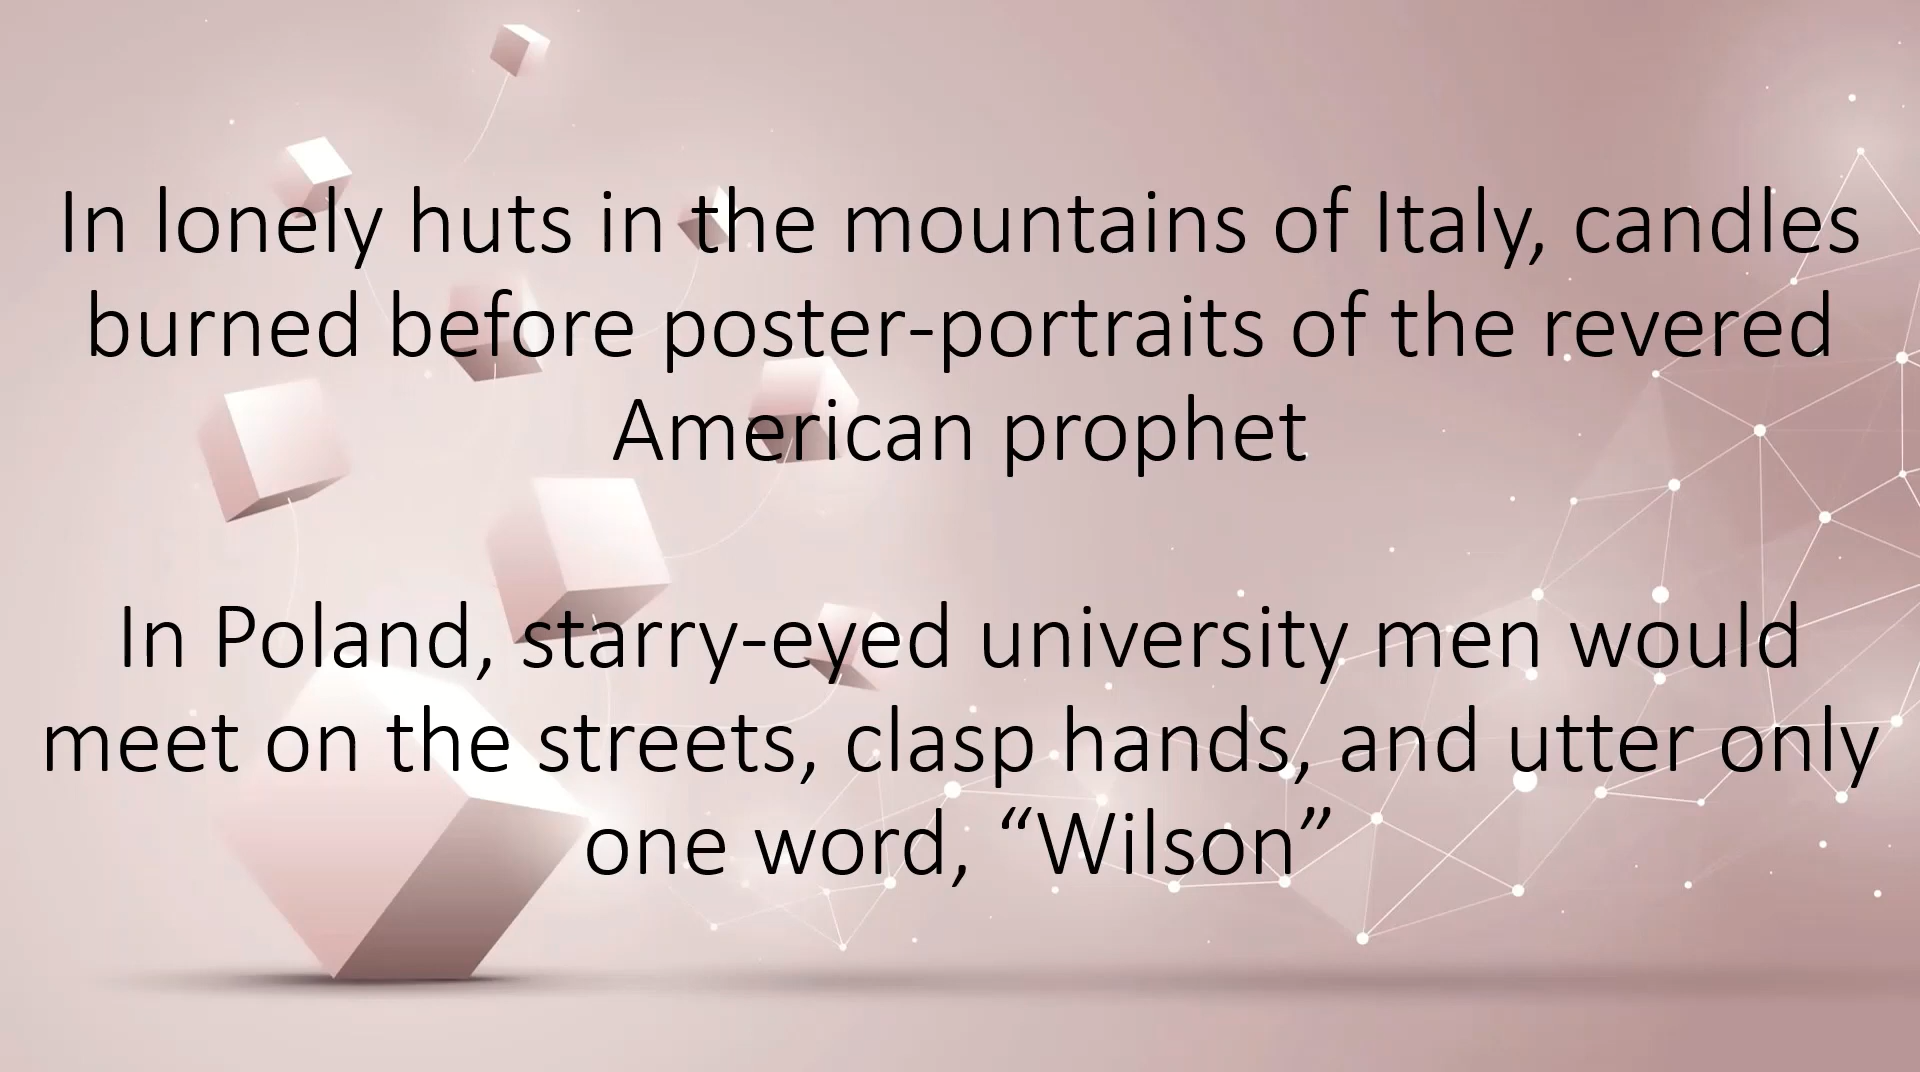 In lonely huts in the mountains of Italy, candles
burned before poster-portraits of the revered
American prophet
In Poland, starry-eyed university men would
meet on the streets, clasp hands, and utter only
one word, “Wilson”